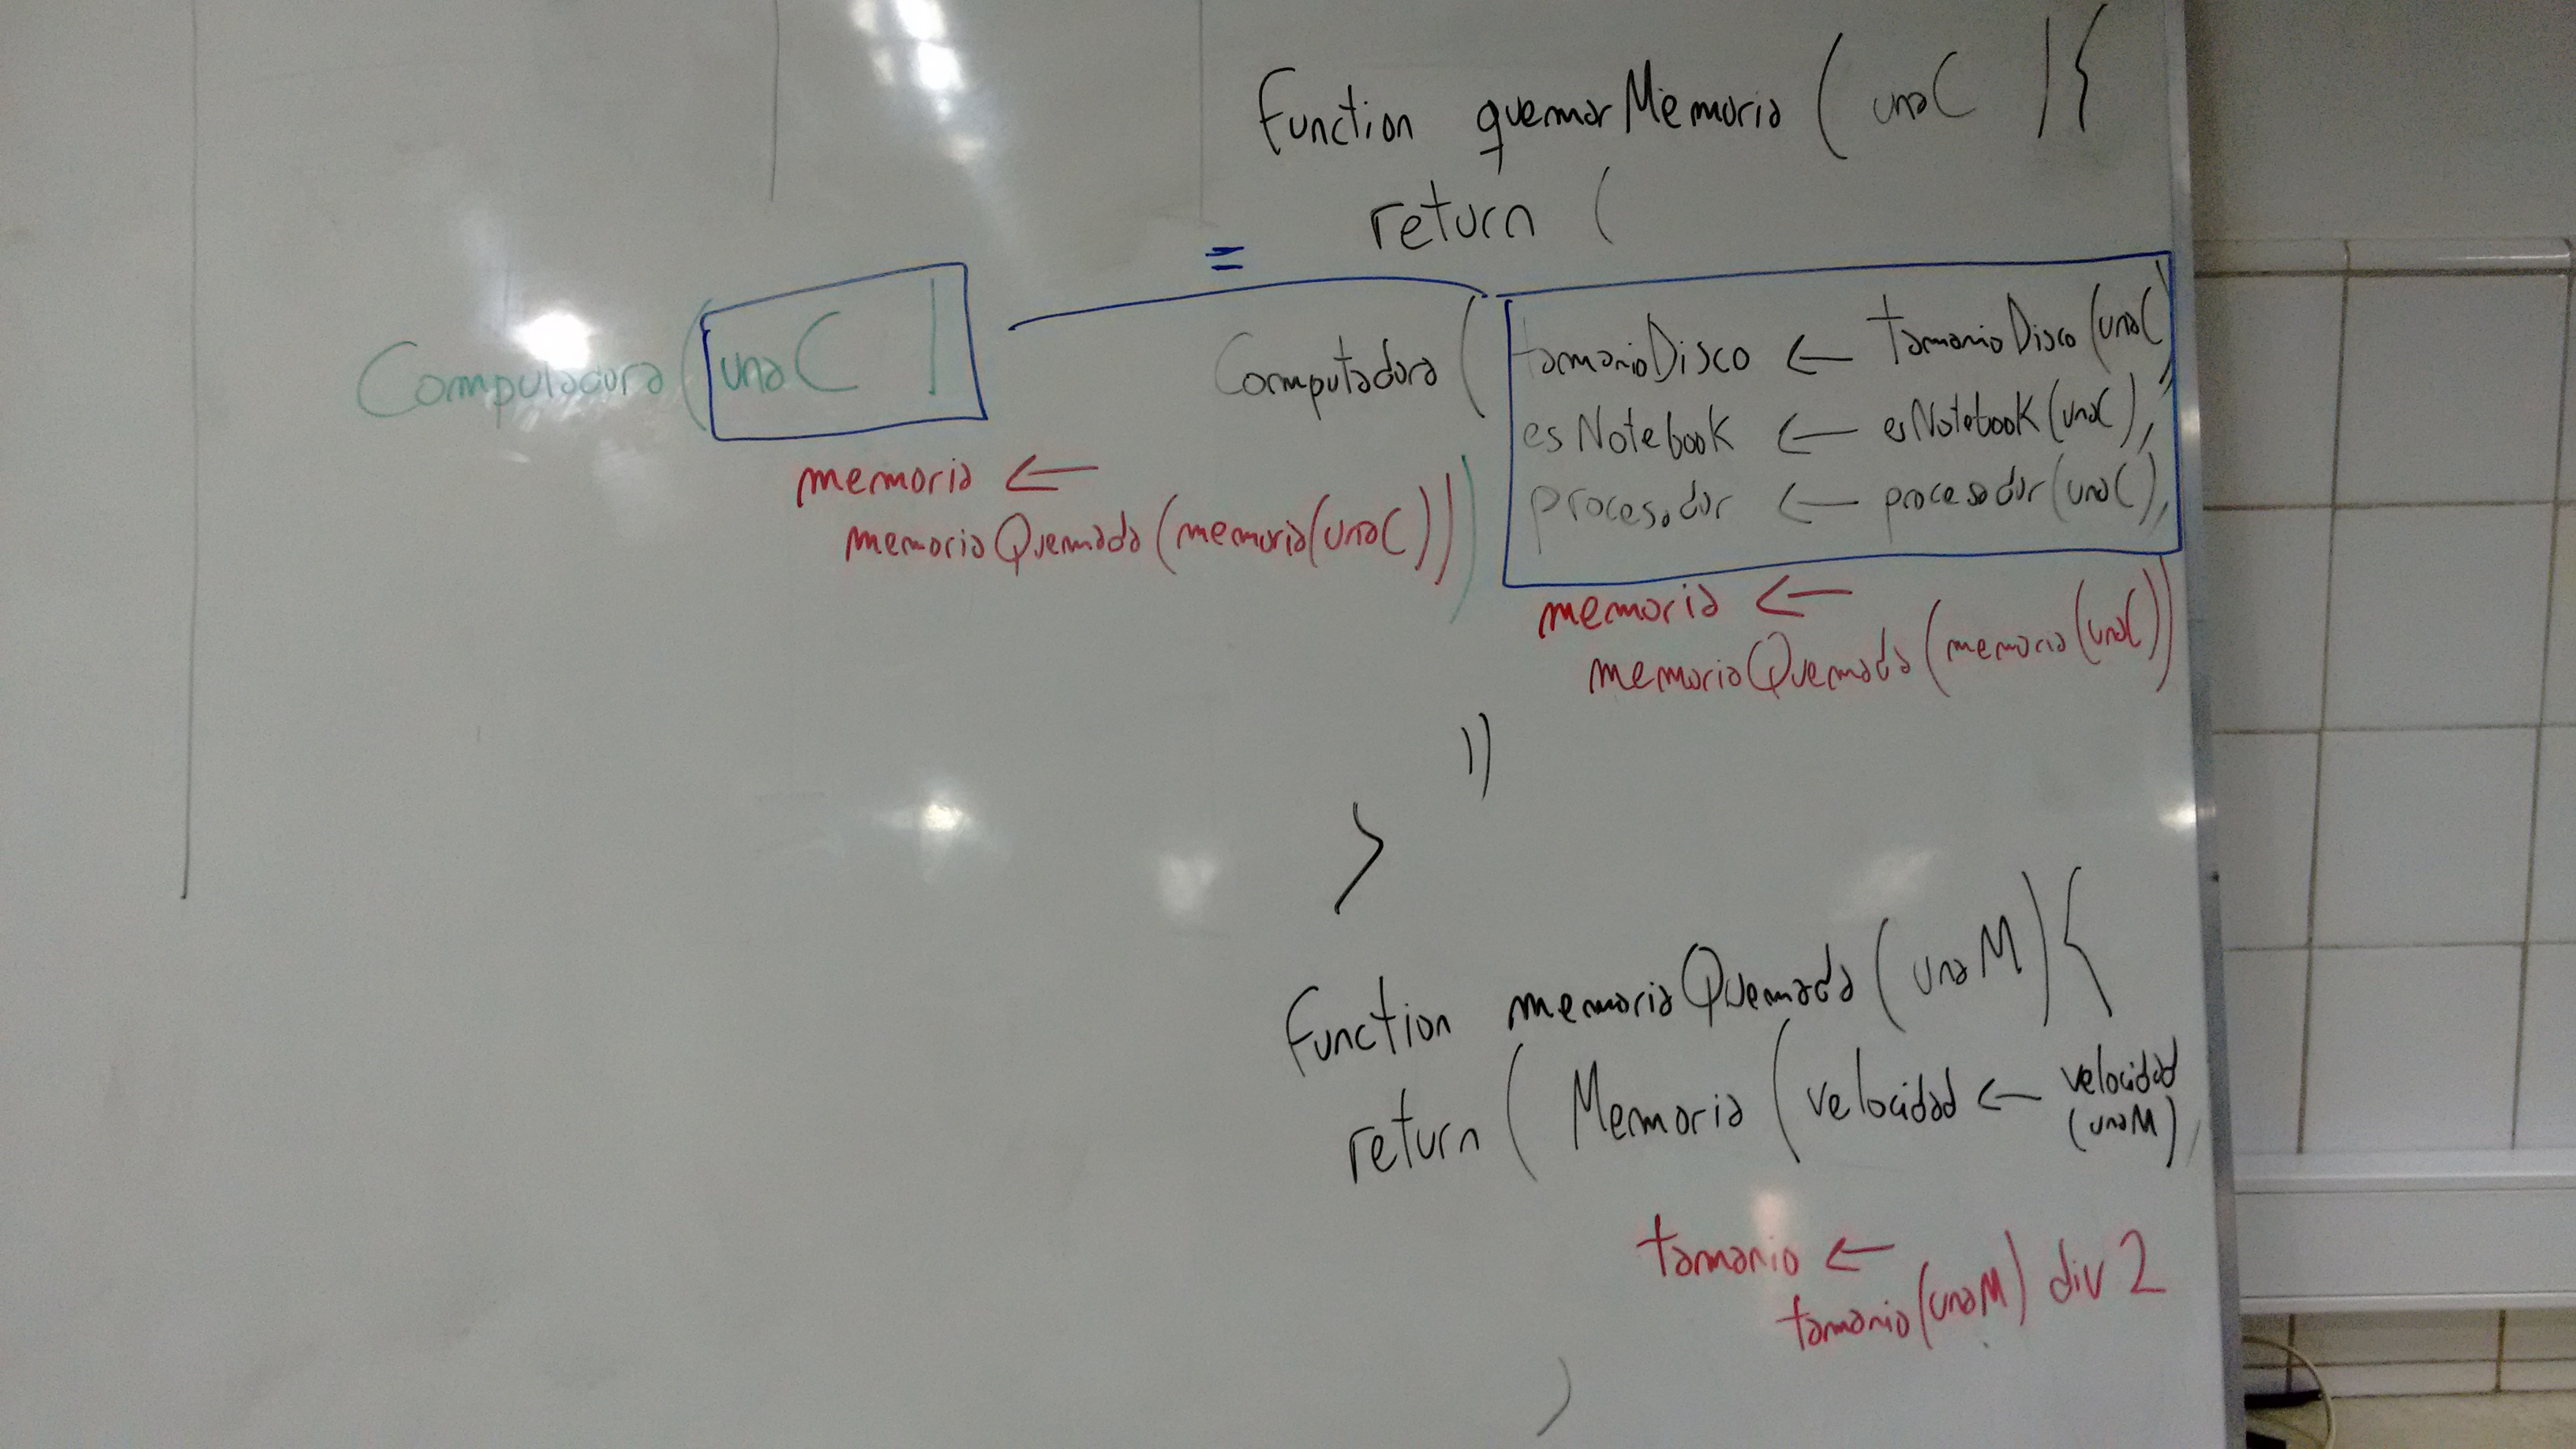 Function quemarMemoria ( unaC ) {
return (
=
Computadora ( unaC |
memoria ←
memoriaQuemada (memoria(unaC)) )
Computadora ( tamanioDisco ← tamanioDisco (unaC),
esNotebook ← esNotebook (unaC),
procesador ← procesador (unaC),
memoria ←
memoriaQuemada (memoria (unaC))
))
}
Function memoriaQuemada ( unaM ) {
return ( Memoria ( velocidad ← velocidad
(unaM),
tamanio ←
tamanio (unaM) div 2
)